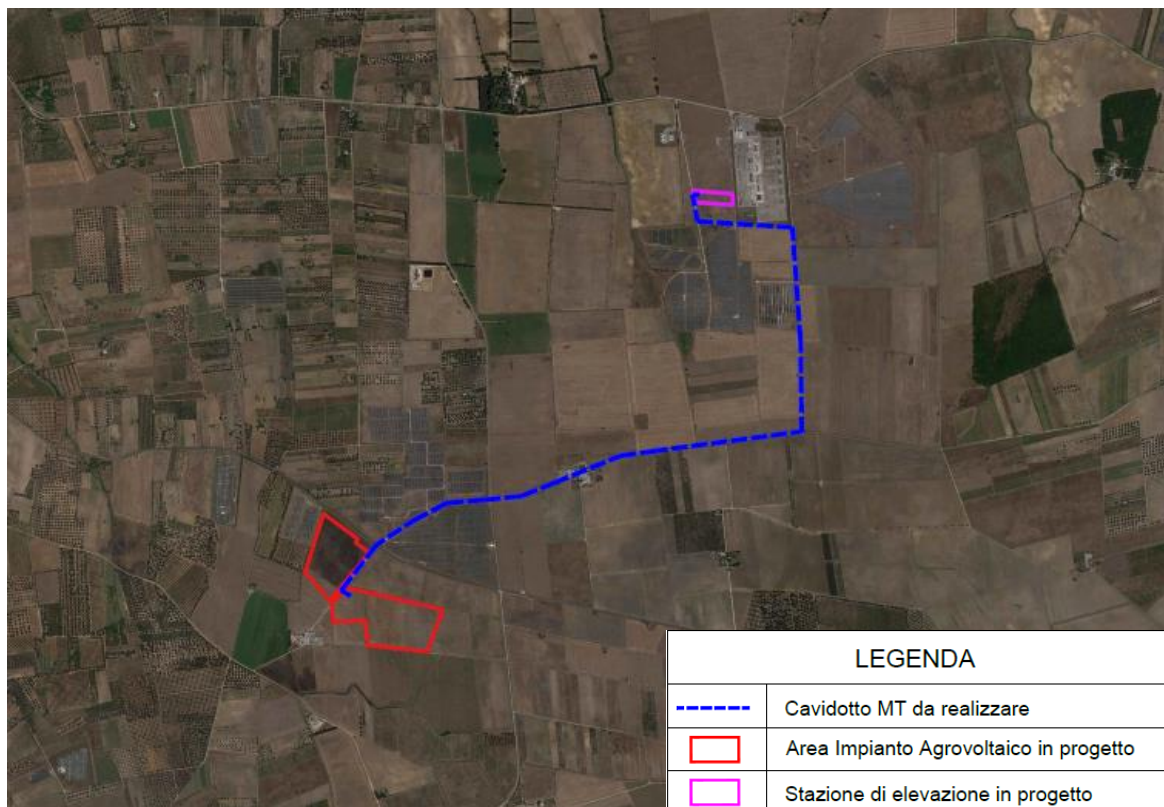 LEGENDA
Cavidotto MT da realizzare
Area Impianto Agrovoltaico in progetto
Stazione di elevazione in progetto